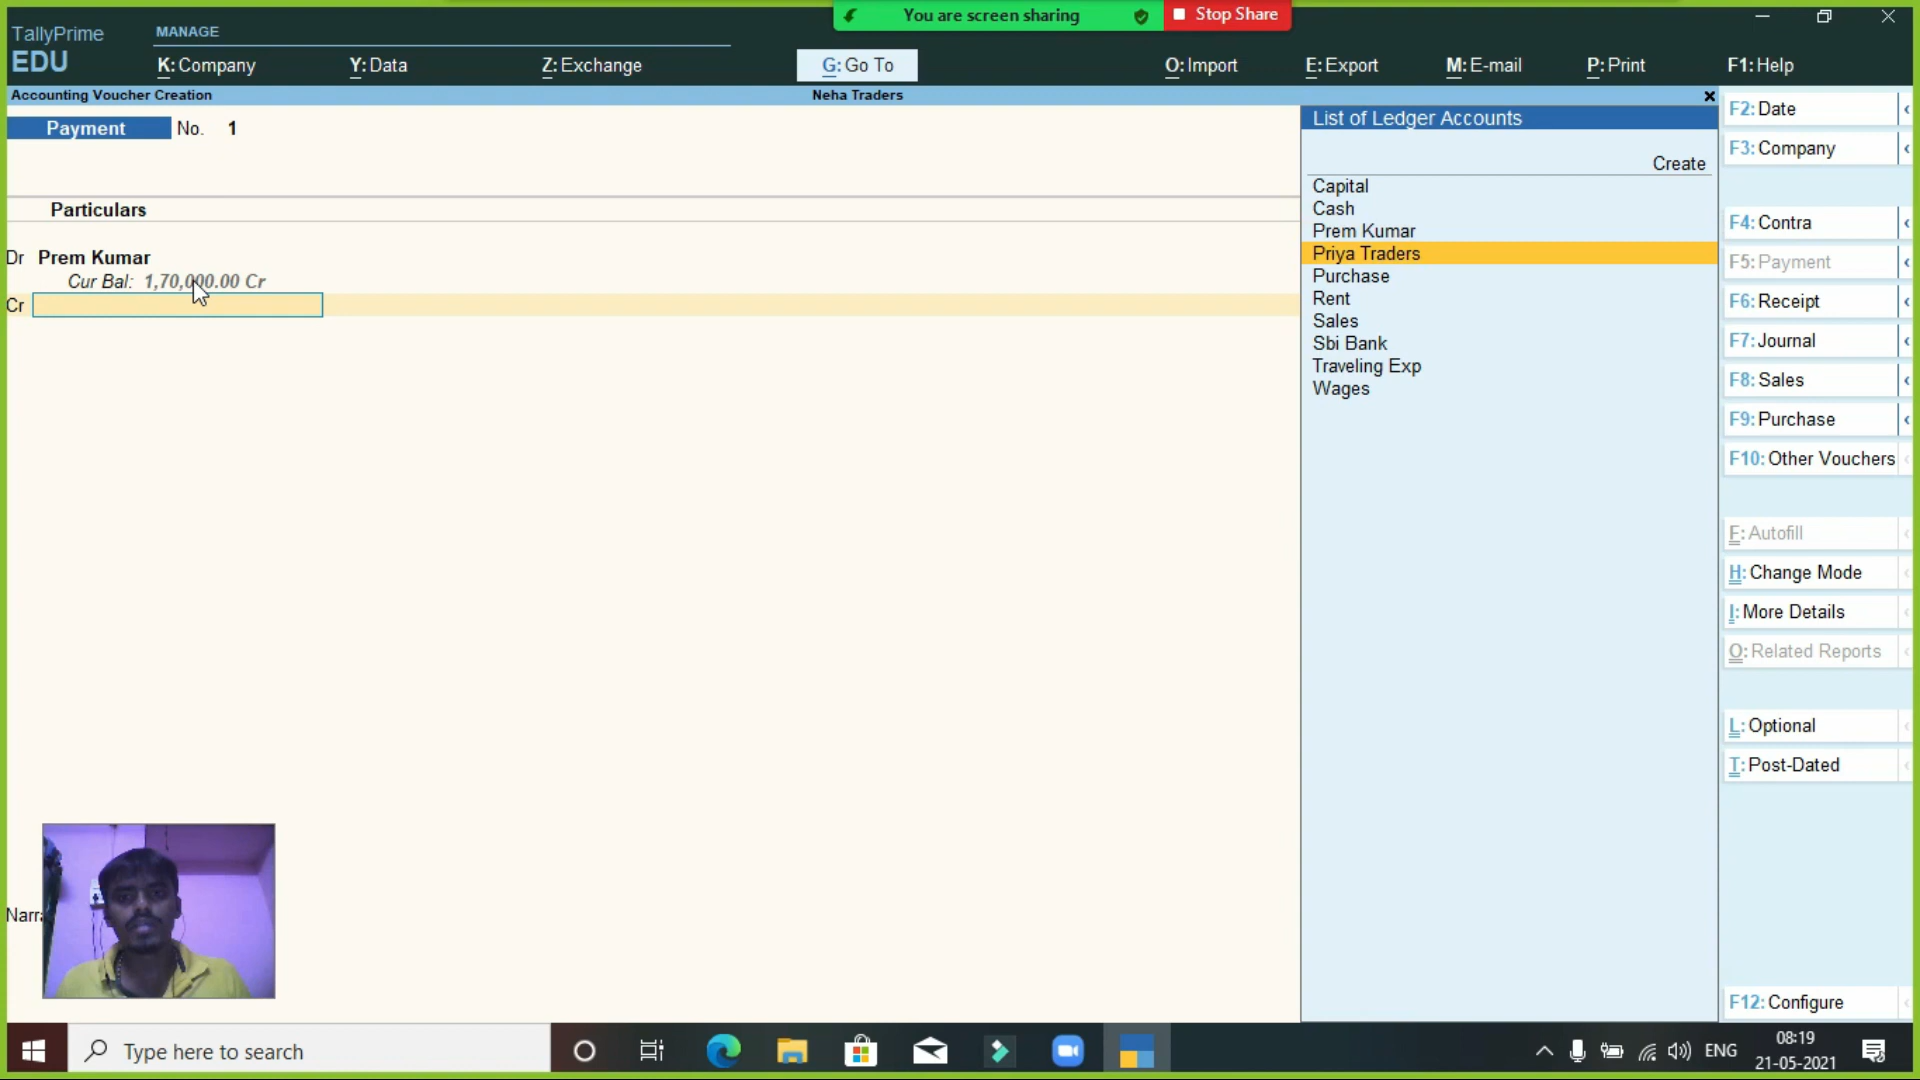 You are screen sharing
Stop Share
TallyPrime
EDU
MANAGE
K: Company
Y: Data
Z: Exchange
G: Go To
O: Import
E: Export
M: E-mail
P: Print
F1: Help
Accounting Voucher Creation
Neha Traders
Payment No. 1
Particulars
Dr Prem Kumar
Cur Bal: 1,70,000.00 Cr
Cr
Narr
List of Ledger Accounts
Create
Capital
Cash
Prem Kumar
Priya Traders
Purchase
Rent
Sales
Sbi Bank
Traveling Exp
Wages
F2: Date
F3: Company
F4: Contra
F5: Payment
F6: Receipt
F7: Journal
F8: Sales
F9: Purchase
F10: Other Vouchers
F: Autofill
H: Change Mode
I: More Details
O: Related Reports
L: Optional
T: Post-Dated
F12: Configure
Type here to search
ENG
08:19
21-05-2021